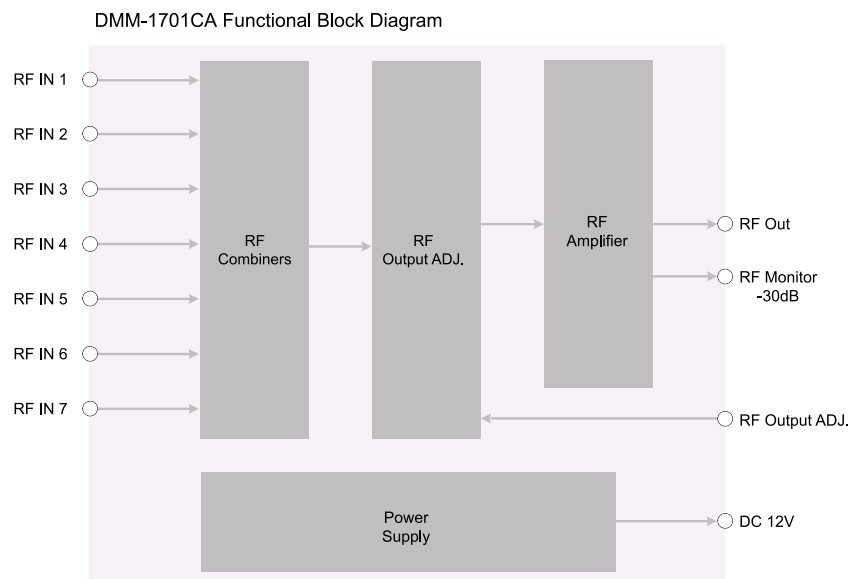 DMM-1701CA Functional Block Diagram
RF IN 1
RF IN 2
RF IN 3
RF IN 4
RF IN 5
RF IN 6
RF IN 7
RF
Combiners
RF
Output ADJ.
RF
Amplifier
RF Out
RF Monitor
-30dB
RF Output ADJ.
Power
Supply
DC 12V